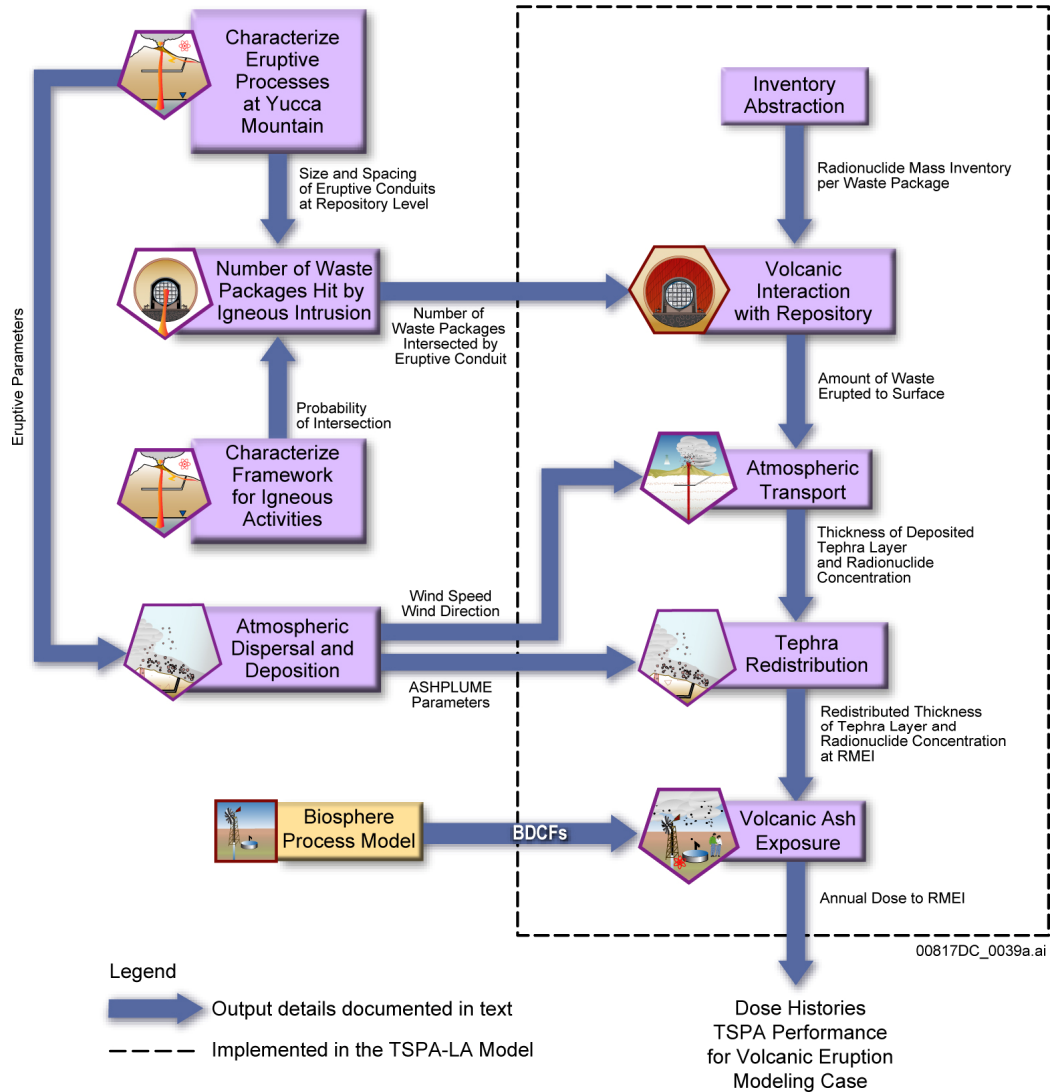 Characterize
Eruptive
Processes
at Yucca
Mountain
Inventory
Abstraction
Size and Spacing
of Eruptive Conduits
at Repository Level
Radionuclide Mass Inventory
per Waste Package
Number of Waste
Packages Hit by
Igneous Intrusion
Volcanic
Interaction
with Repository
Number of
Waste Packages
Intersected by
Eruptive Conduit
Eruptive Parameters
Amount of Waste
Erupted to Surface
Probability
of Intersection
Characterize
Framework
for Igneous
Activities
Atmospheric
Transport
Thickness of Deposited
Tephra Layer
and Radionuclide
Concentration
Wind Speed
Wind Direction
Atmospheric
Dispersal and
Deposition
Tephra
Redistribution
ASHPLUME
Parameters
Redistributed Thickness
of Tephra Layer and
Radionuclide Concentration
at RMEI
Biosphere
Process Model
BDCFs
Volcanic Ash
Exposure
Annual Dose to RMEI
00817DC_0039a.ai
Legend
Output details documented in text
Implemented in the TSPA-LA Model
Dose Histories
TSPA Performance
for Volcanic Eruption
Modeling Case